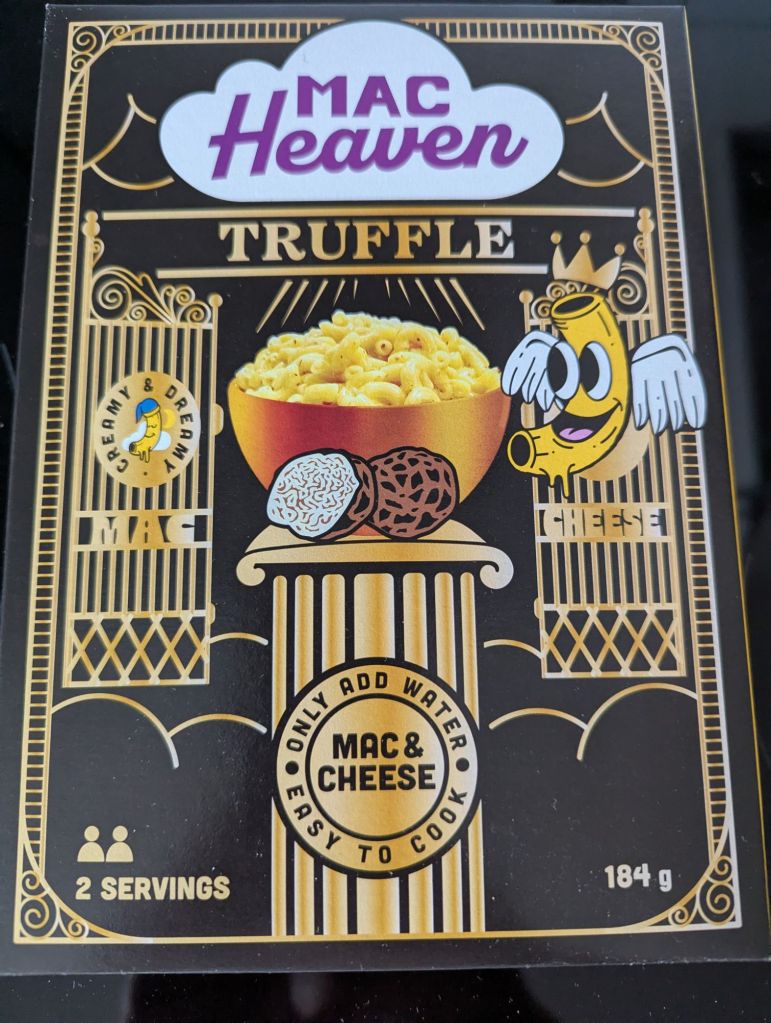 MAC
Heaven
TRUFFLE
CREAMY & DREAMY
MAC
CHEESE
ONLY ADD WATER
MAC &
CHEESE
EASY TO COOK
2 SERVINGS
184 g